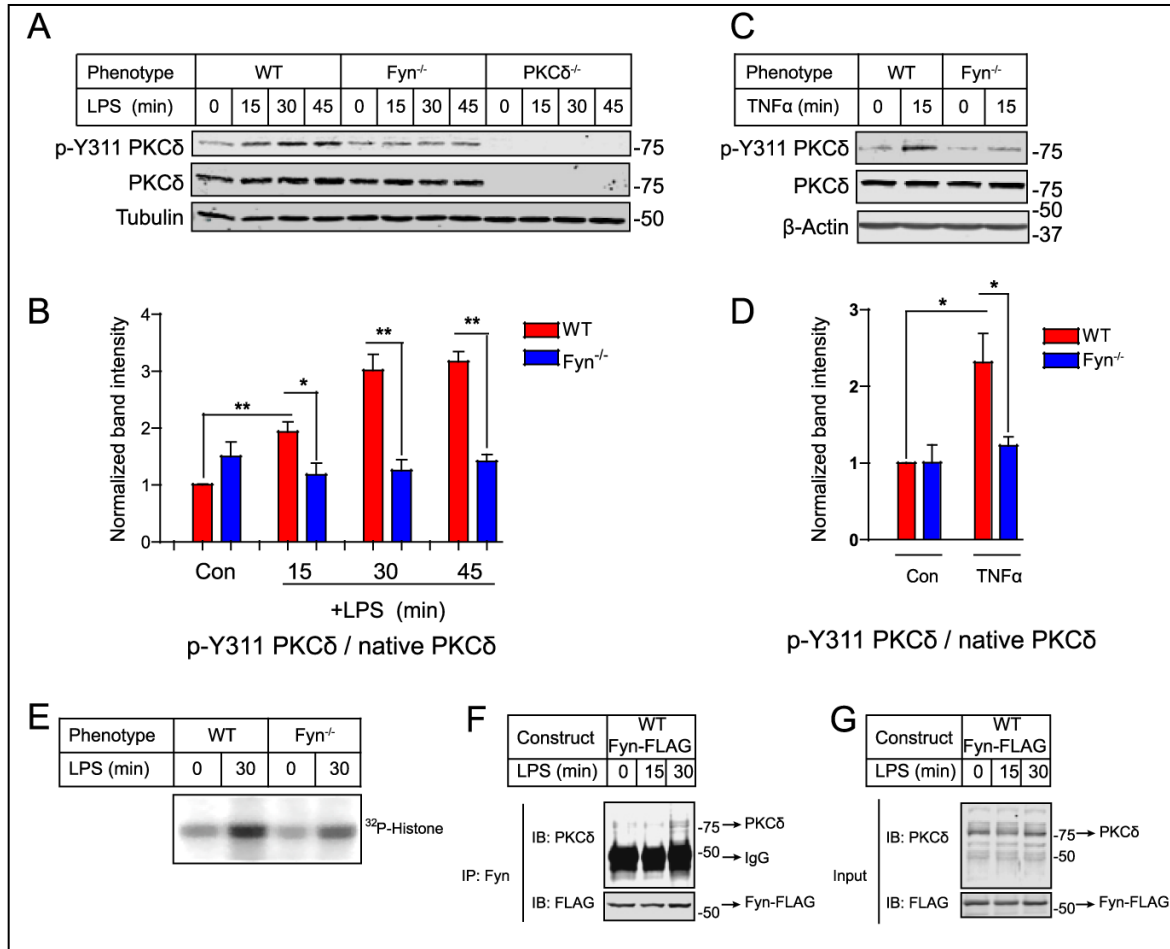 A
Phenotype WT Fyn-/- PKCδ-/-
LPS (min) 0 15 30 45 0 15 30 45 0 15 30 45
p-Y311 PKCδ -75
PKCδ -75
Tubulin -50
C
Phenotype WT Fyn-/-
TNFα (min) 0 15 0 15
p-Y311 PKCδ -75
PKCδ -75
-50
β-Actin -37
B
Normalized band intensity
4
3
2
1
0
** * ** **
WT
Fyn-/-
Con 15 30 45
+LPS (min)
p-Y311 PKCδ / native PKCδ
D
Normalized band intensity
3
2
1
0
* *
WT
Fyn-/-
Con TNFα
p-Y311 PKCδ / native PKCδ
E
Phenotype WT Fyn-/-
LPS (min) 0 30 0 30
32P-Histone
F
Construct WT Fyn-FLAG
LPS (min) 0 15 30
IP: Fyn
IB: PKCδ -75 PKCδ
-50 IgG
IB: FLAG -50 Fyn-FLAG
G
Construct WT Fyn-FLAG
LPS (min) 0 15 30
Input
IB: PKCδ -75 PKCδ
-50
IB: FLAG -50 Fyn-FLAG